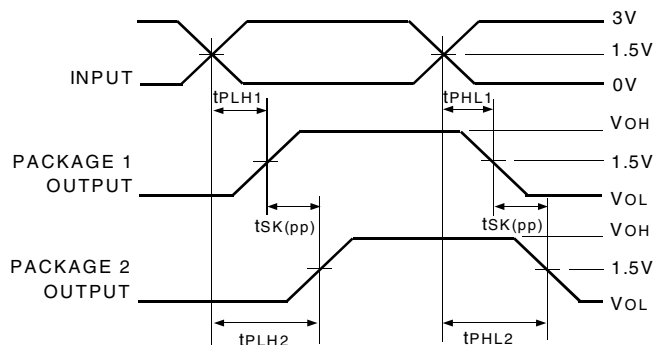 3V
1.5V
INPUT
0V
tPLH1
tPHL1
VOH
PACKAGE 1
OUTPUT
1.5V
VOL
tSK(pp)
tSK(pp)
VOH
PACKAGE 2
OUTPUT
1.5V
VOL
tPLH2
tPHL2